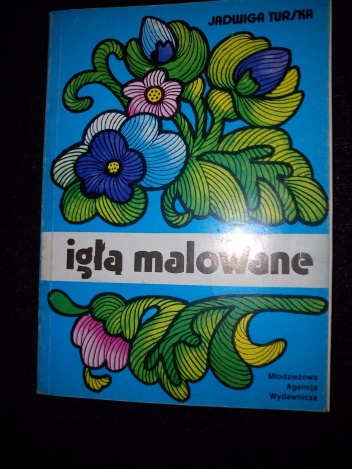 JADWIGA TURSKA
igłą malowane
Młodzieżowa
Agencja
Wydawnicza